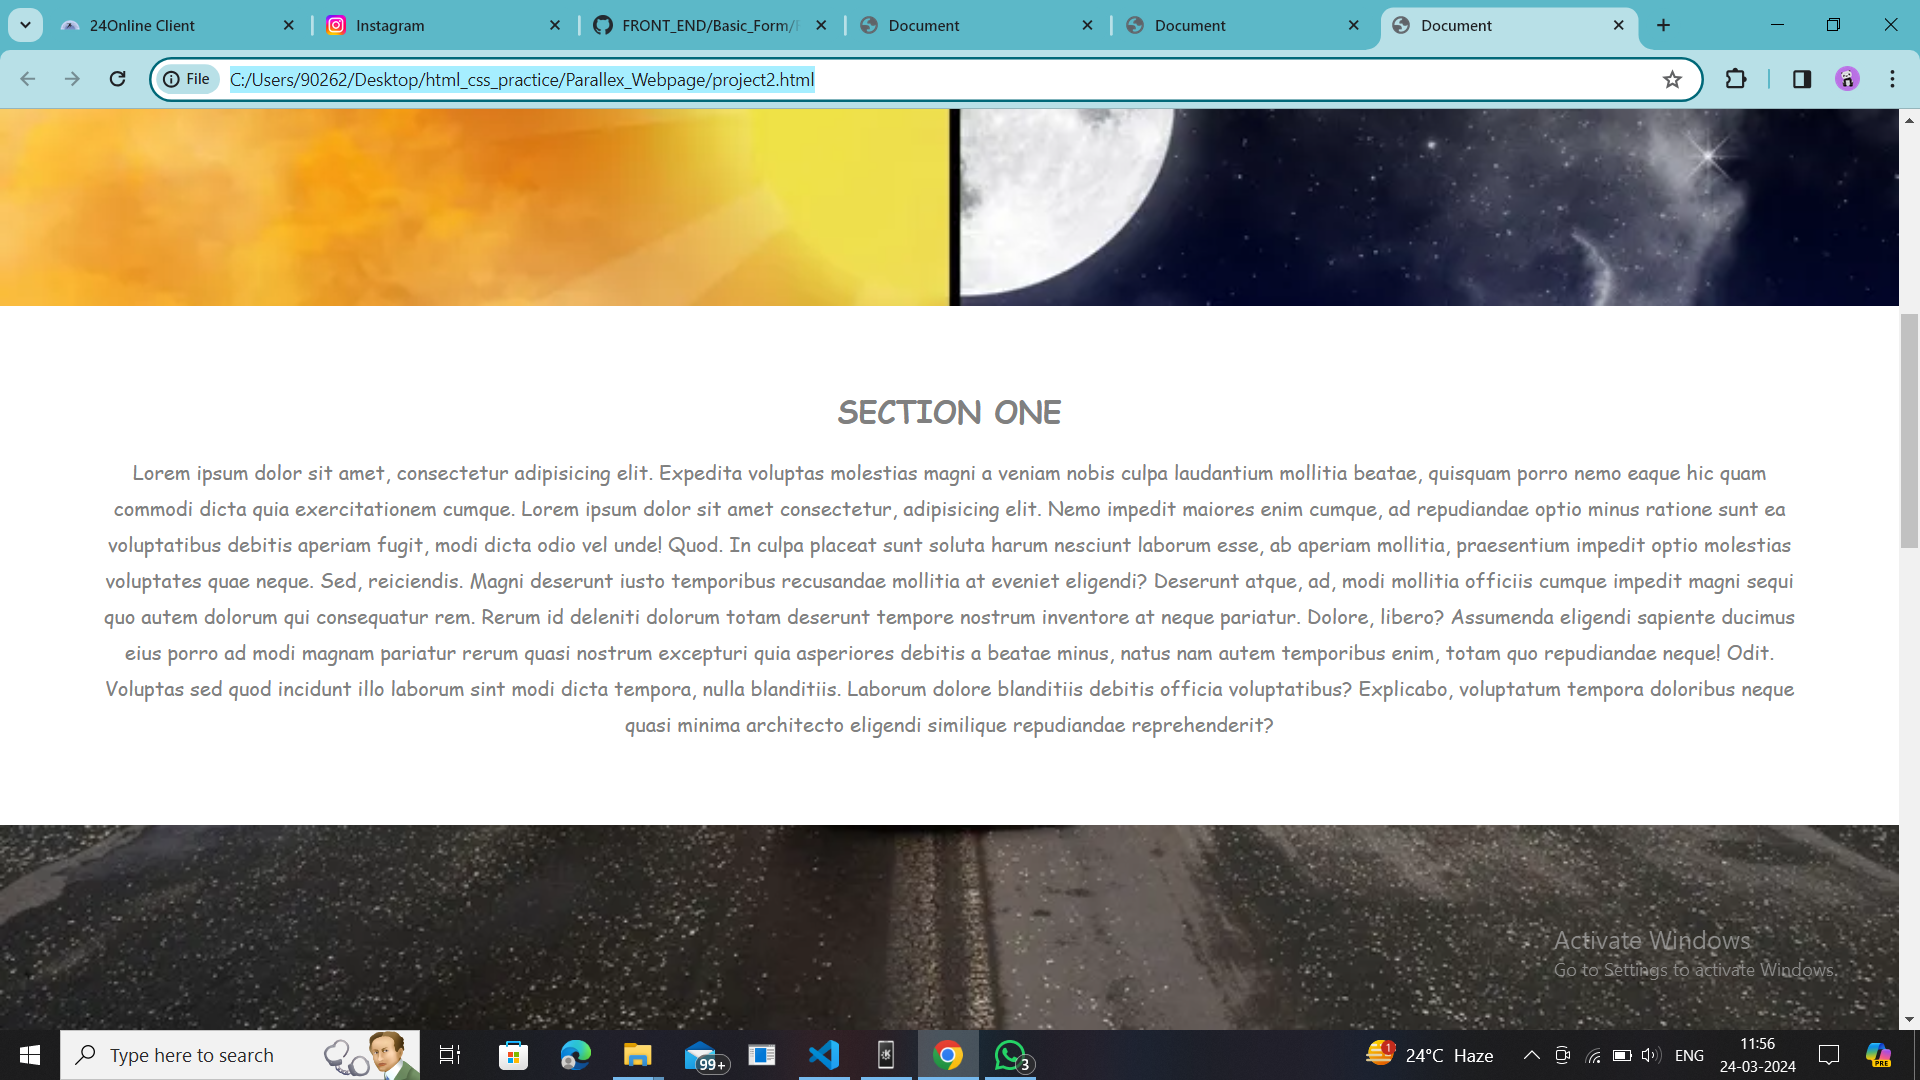 24Online Client
Instagram
FRONT_END/Basic_Form/
Document
Document
Document
File
C:/Users/90262/Desktop/html_css_practice/Parallex_Webpage/project2.html
SECTION ONE
Lorem ipsum dolor sit amet, consectetur adipisicing elit. Expedita voluptas molestias magni a veniam nobis culpa laudantium mollitia beatae, quisquam porro nemo eaque hic quam
commodi dicta quia exercitationem cumque. Lorem ipsum dolor sit amet consectetur, adipisicing elit. Nemo impedit maiores enim cumque, ad repudiandae optio minus ratione sunt ea
voluptatibus debitis aperiam fugit, modi dicta odio vel unde! Quod. In culpa placeat sunt soluta harum nesciunt laborum esse, ab aperiam mollitia, praesentium impedit optio molestias
voluptates quae neque. Sed, reiciendis. Magni deserunt iusto temporibus recusandae mollitia at eveniet eligendi? Deserunt atque, ad, modi mollitia officiis cumque impedit magni sequi
quo autem dolorum qui consequatur rem. Rerum id deleniti dolorum totam deserunt tempore nostrum inventore at neque pariatur. Dolore, libero? Assumenda eligendi sapiente ducimus
eius porro ad modi magnam pariatur rerum quasi nostrum excepturi quia asperiores debitis a beatae minus, natus nam autem temporibus enim, totam quo repudiandae neque! Odit.
Voluptas sed quod incidunt illo laborum sint modi dicta tempora, nulla blanditiis. Laborum dolore blanditiis debitis officia voluptatibus? Explicabo, voluptatum tempora doloribus neque
quasi minima architecto eligendi similique repudiandae reprehenderit?
Activate Windows
Go to Settings to activate Windows.
Type here to search
99+
3
1
24°C Haze
ENG
11:56
24-03-2024
PRE